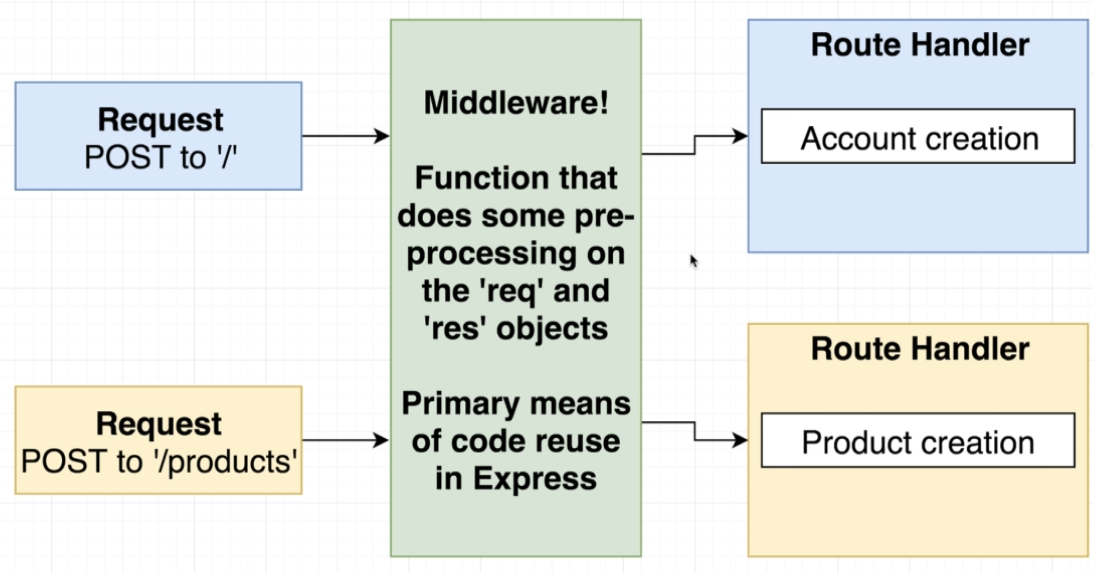 Request
POST to '/'
Middleware!
Function that
does some pre-
processing on
the 'req' and
'res' objects
Primary means
of code reuse
in Express
Route Handler
Account creation
Request
POST to '/products'
Route Handler
Product creation